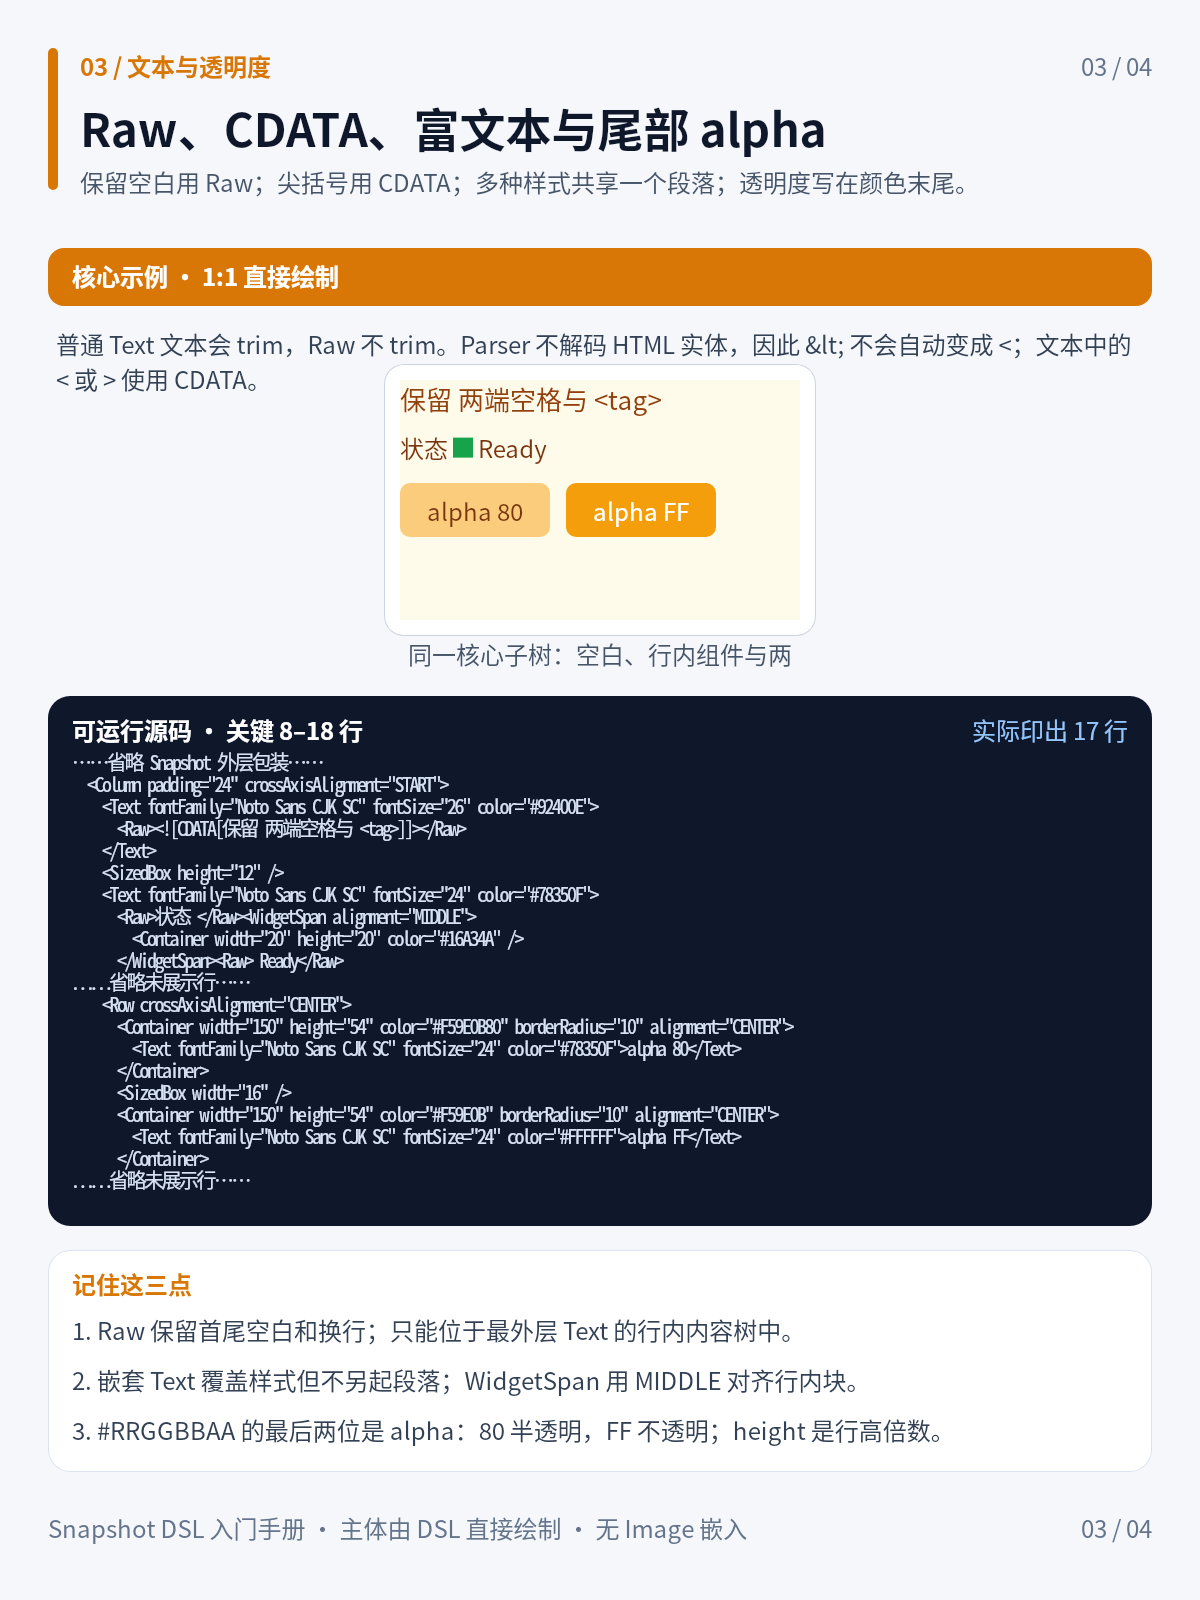 03 / 文本与透明度
03 / 04
Raw、CDATA、富文本与尾部 alpha
保留空白用 Raw；尖括号用 CDATA；多种样式共享一个段落；透明度写在颜色末尾。
核心示例 · 1:1 直接绘制
普通 Text 文本会 trim，Raw 不 trim。Parser 不解码 HTML 实体，因此 &lt; 不会自动变成 <；文本中的
< 或 > 使用 CDATA。
保留 两端空格与 <tag>
状态 Ready
alpha 80
alpha FF
同一核心子树：空白、行内组件与两
可运行源码 · 关键 8–18 行
实际印出 17 行
……省略 Snapshot 外层包装……
<Column padding="24" crossAxisAlignment="START">
<Text fontFamily="Noto Sans CJK SC" fontSize="26" color="#92400E">
<Raw><![CDATA[保留 两端空格与 <tag>]]></Raw>
</Text>
<SizedBox height="12" />
<Text fontFamily="Noto Sans CJK SC" fontSize="24" color="#78350F">
<Raw>状态 </Raw><WidgetSpan alignment="MIDDLE">
<Container width="20" height="20" color="#16A34A" />
</WidgetSpan><Raw> Ready</Raw>
……省略未展示行……
<Row crossAxisAlignment="CENTER">
<Container width="150" height="54" color="#F59E0B80" borderRadius="10" alignment="CENTER">
<Text fontFamily="Noto Sans CJK SC" fontSize="24" color="#78350F">alpha 80</Text>
</Container>
<SizedBox width="16" />
<Container width="150" height="54" color="#F59E0B" borderRadius="10" alignment="CENTER">
<Text fontFamily="Noto Sans CJK SC" fontSize="24" color="#FFFFFF">alpha FF</Text>
</Container>
……省略未展示行……
记住这三点
1. Raw 保留首尾空白和换行；只能位于最外层 Text 的行内内容树中。
2. 嵌套 Text 覆盖样式但不另起段落；WidgetSpan 用 MIDDLE 对齐行内块。
3. #RRGGBBAA 的最后两位是 alpha：80 半透明，FF 不透明；height 是行高倍数。
Snapshot DSL 入门手册 · 主体由 DSL 直接绘制 · 无 Image 嵌入
03 / 04